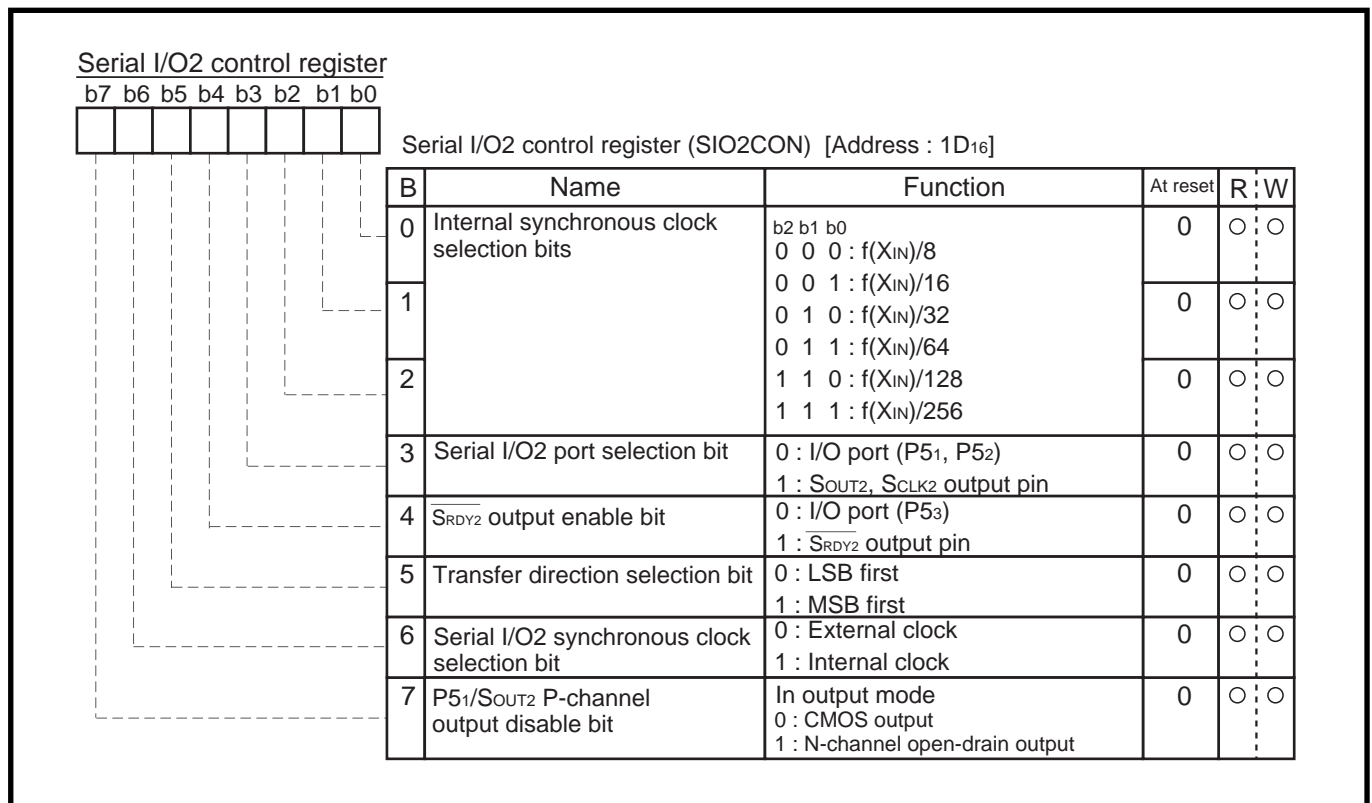 Serial I/O2 control register
b7 b6 b5 b4 b3 b2 b1 b0
Serial I/O2 control register (SIO2CON) [Address : 1D16]
B Name Function At reset R W
0 Internal synchronous clock selection bits b2 b1 b0 0
0 0 0 : f(XIN)/8
0 0 1 : f(XIN)/16
1 0 1 0 : f(XIN)/32 0
0 1 1 : f(XIN)/64
2 1 1 0 : f(XIN)/128 0
1 1 1 : f(XIN)/256
3 Serial I/O2 port selection bit 0 : I/O port (P51, P52) 0
1 : SOUT2, SCLK2 output pin
4 SRDY2 output enable bit 0 : I/O port (P53) 0
1 : SRDY2 output pin
5 Transfer direction selection bit 0 : LSB first 0
1 : MSB first
6 Serial I/O2 synchronous clock 0 : External clock 0
selection bit 1 : Internal clock
7 P51/SOUT2 P-channel In output mode 0
output disable bit 0 : CMOS output
1 : N-channel open-drain output